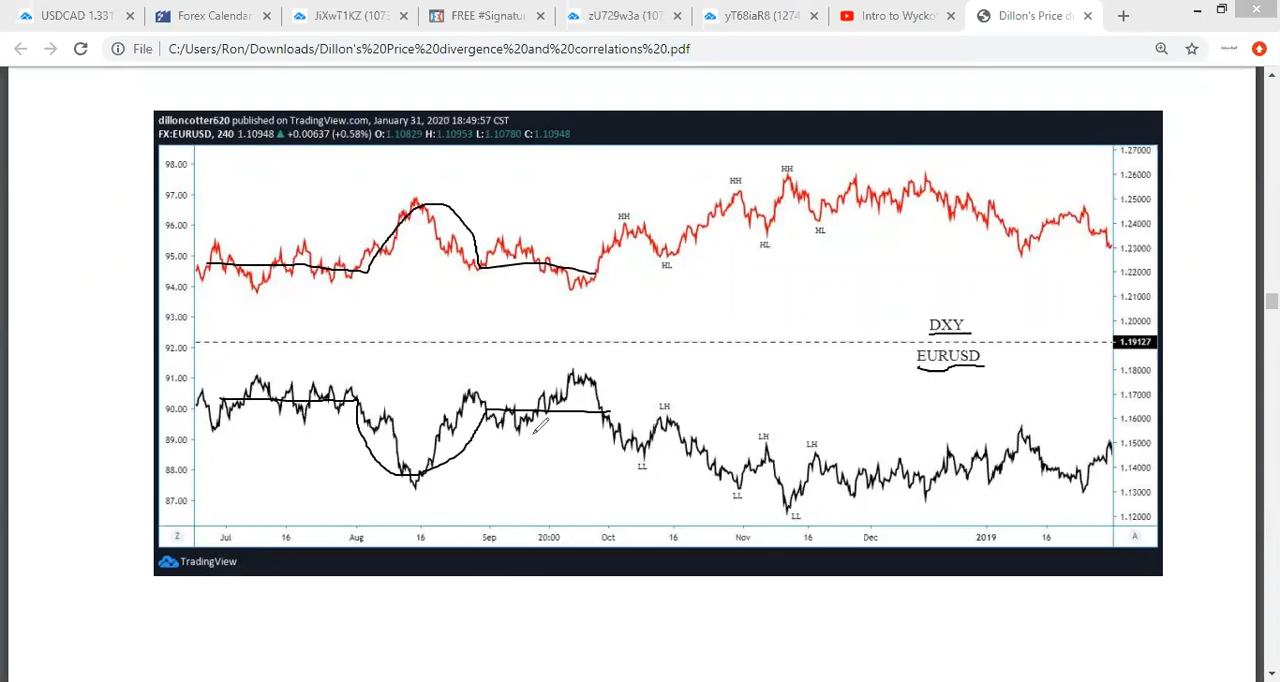 USDCAD 1.331
Forex Calendar
JiXwT1KZ (107
FREE #Signatur
zU729w3a (107
yT68iaR8 (1274
Intro to Wycko
Dillon's Price d
File C:/Users/Ron/Downloads/Dillon's%20Price%20divergence%20and%20correlations%20.pdf
dilloncotter620 published on TradingView.com, January 31, 2020 18:49:57 CST
FX:EURUSD, 240 1.10948 ▲ +0.00637 (+0.58%) O:1.10829 H:1.10953 L:1.10780 C:1.10948
98.00
97.00
96.00
95.00
94.00
93.00
92.00
91.00
90.00
89.00
88.00
87.00
HH
HL
HH
HL
HH
HL
DXY
EURUSD
LL
LH
LL
LH
LL
LH
1.27000
1.26000
1.25000
1.24000
1.23000
1.22000
1.21000
1.20000
1.19127
1.18000
1.17000
1.16000
1.15000
1.14000
1.13000
1.12000
Z Jul 16 Aug 16 Sep 20:00 Oct 16 Nov 16 Dec 2019 16 A
TradingView